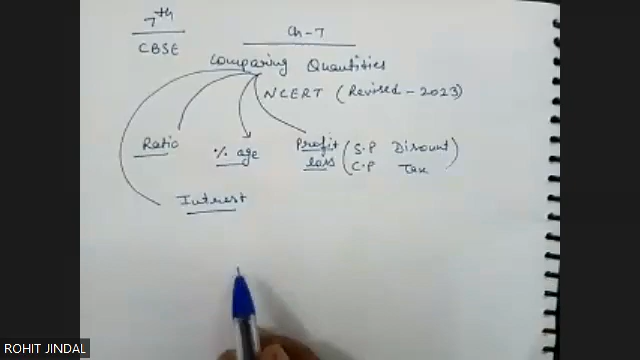 7th
CBSE
Ch-7
Comparing Quantities
NCERT (Revised-2023)
Ratio
% age
Profit
loss
(S.P Discount
C.P Tax)
Interest
ROHIT JINDAL